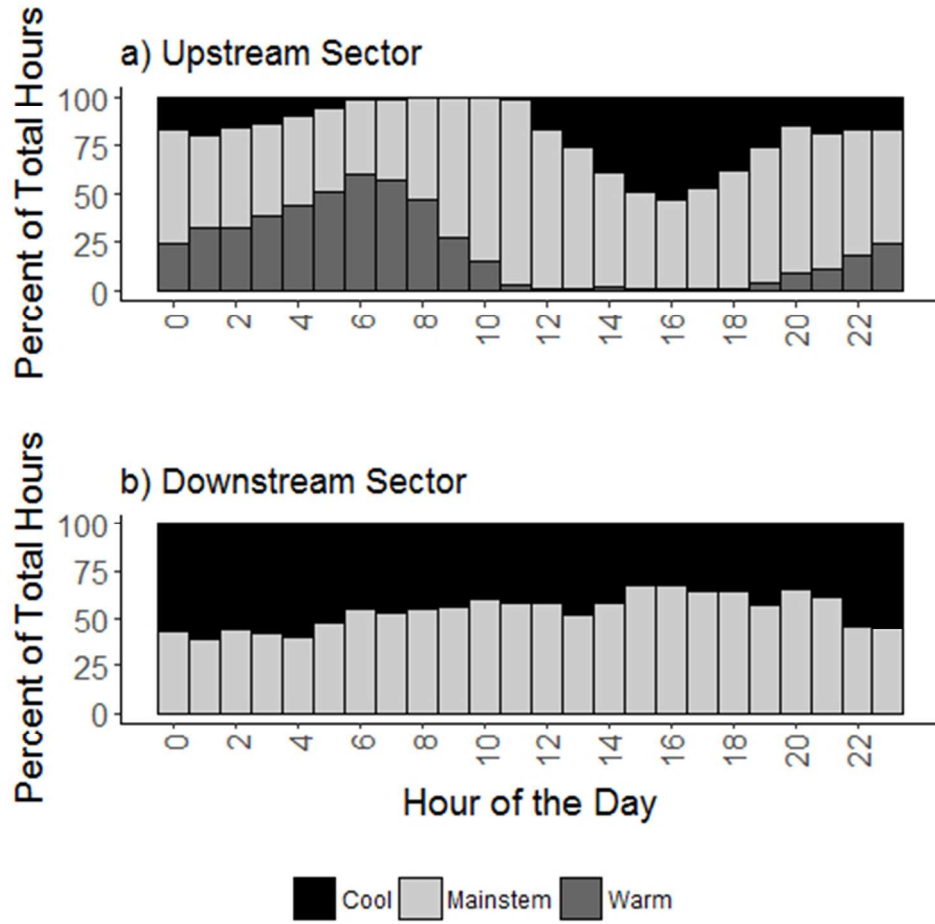 a) Upstream Sector
Percent of Total Hours
100
75
50
25
0
0 2 4 6 8 10 12 14 16 18 20 22
b) Downstream Sector
Percent of Total Hours
100
75
50
25
0
0 2 4 6 8 10 12 14 16 18 20 22
Hour of the Day
Cool Mainstem Warm